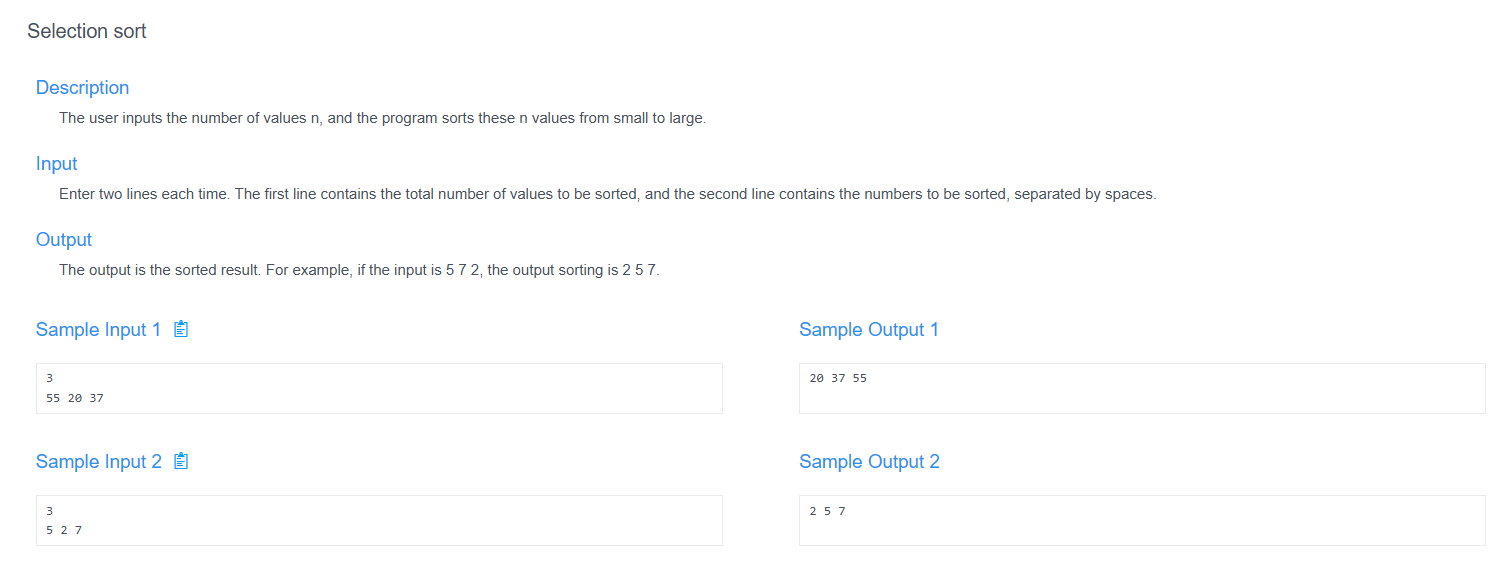 Selection sort
Description
The user inputs the number of values n, and the program sorts these n values from small to large.
Input
Enter two lines each time. The first line contains the total number of values to be sorted, and the second line contains the numbers to be sorted, separated by spaces.
Output
The output is the sorted result. For example, if the input is 5 7 2, the output sorting is 2 5 7.
Sample Input 1
3
55 20 37
Sample Output 1
20 37 55
Sample Input 2
3
5 2 7
Sample Output 2
2 5 7